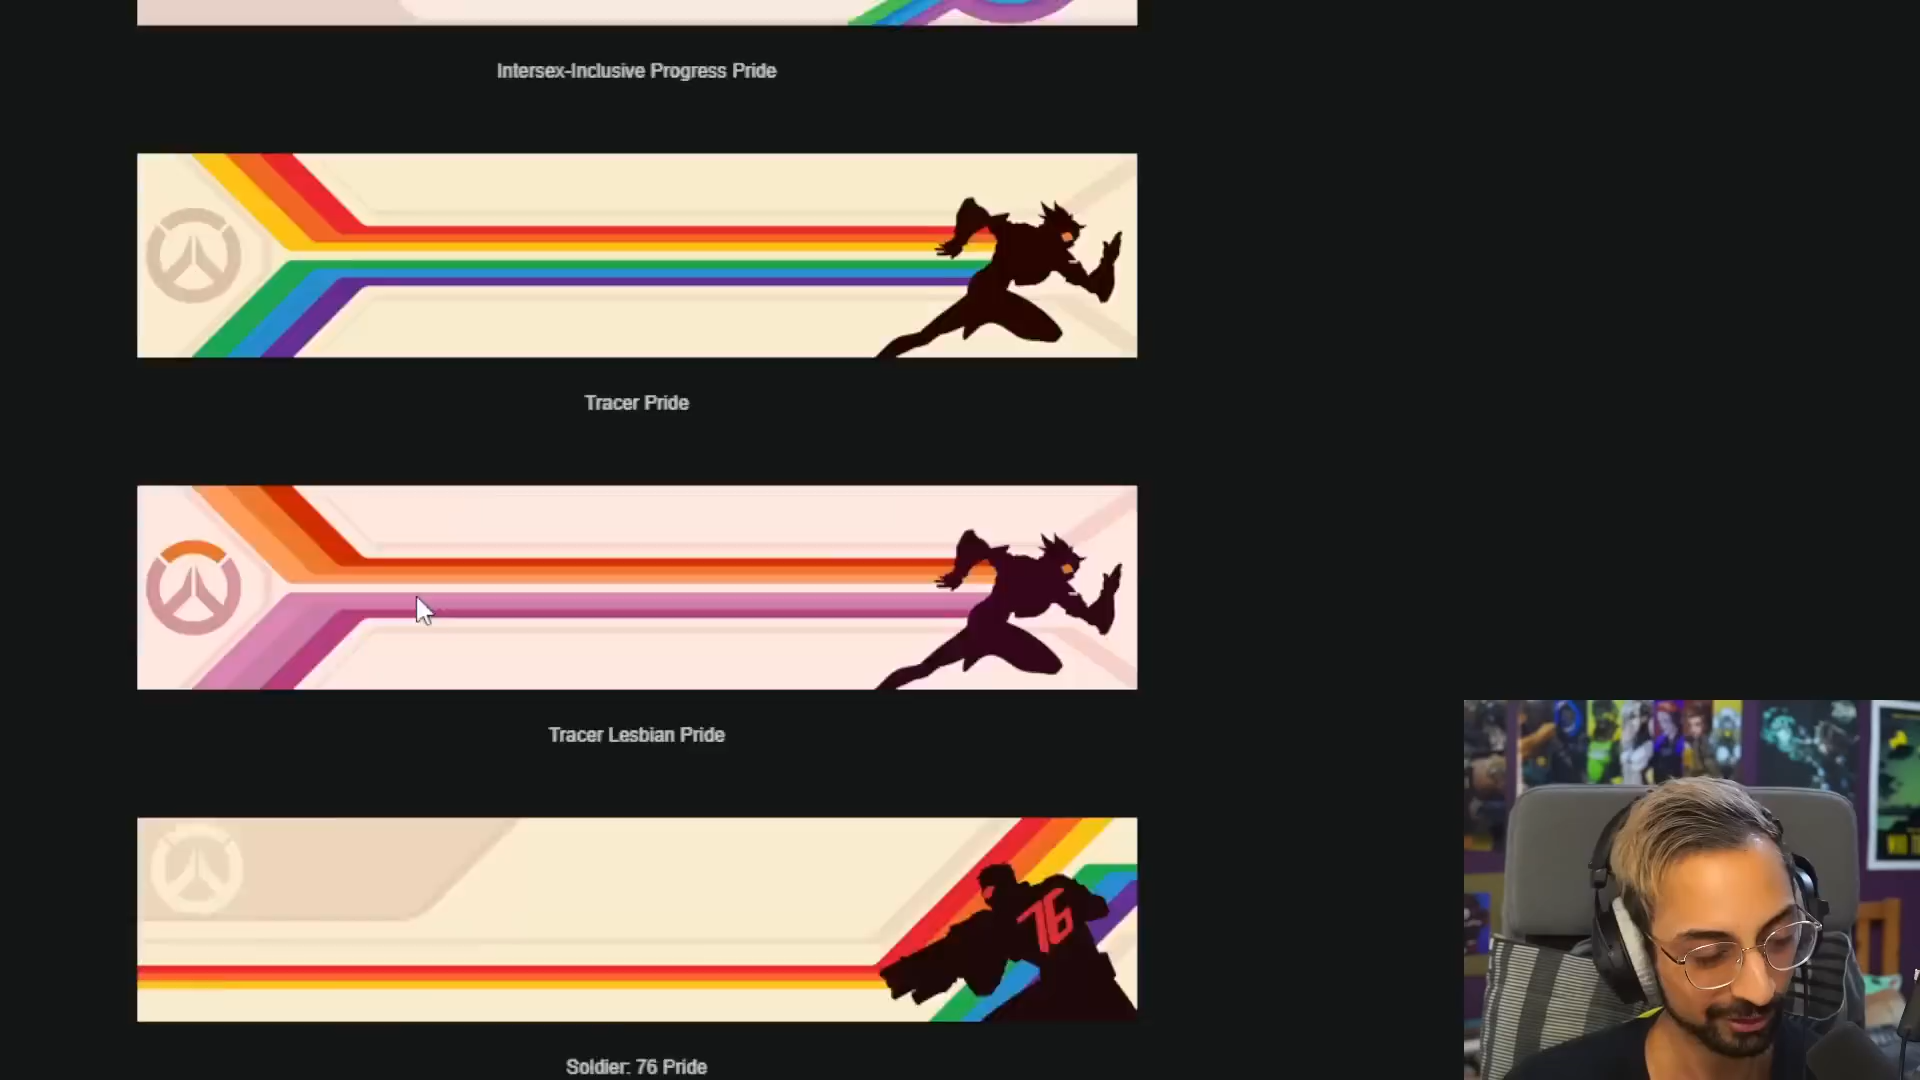 Intersex-Inclusive Progress Pride
Tracer Pride
Tracer Lesbian Pride
76
Soldier: 76 Pride